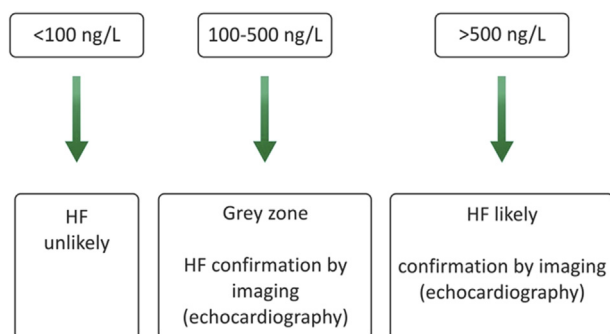 <100 ng/L
100-500 ng/L
>500 ng/L
HF
unlikely
Grey zone
HF confirmation by
imaging
(echocardiography)
HF likely
confirmation by imaging
(echocardiography)